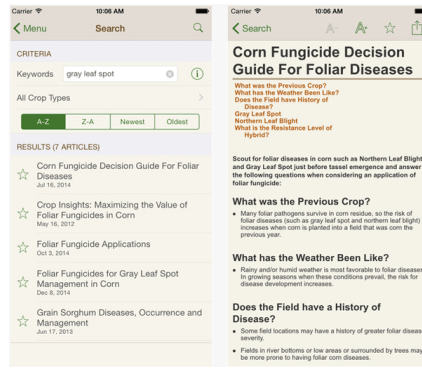 Carrier 10:06 AM
Menu Search
CRITERIA
Keywords gray leaf spot
All Crop Types
A-Z Z-A Newest Oldest
RESULTS (7 ARTICLES)
Corn Fungicide Decision Guide For Foliar
Diseases
Jul 16, 2014
Crop Insights: Maximizing the Value of
Foliar Fungicides in Corn
May 16, 2012
Foliar Fungicide Applications
Oct 3, 2014
Foliar Fungicides for Gray Leaf Spot
Management in Corn
Dec 8, 2014
Grain Sorghum Diseases, Occurrence and
Management
Jun 17, 2013
Carrier 10:06 AM
Search A- A+
Corn Fungicide Decision
Guide For Foliar Diseases
What was the Previous Crop?
What has the Weather Been Like?
Does the Field have History of
Disease?
Gray Leaf Spot
Northern Leaf Blight
What is the Resistance Level of
Hybrid?
Scout for foliar diseases in corn such as Northern Leaf Blight
and Gray Leaf Spot just before tassel emergence and answer
the following questions when considering an application of
foliar fungicide:
What was the Previous Crop?
• Many foliar pathogens survive in corn residue, so the risk of
foliar diseases (such as gray leaf spot and northern leaf blight)
increases when corn is planted into a field that was corn the
previous year.
What has the Weather Been Like?
• Rainy and/or humid weather is most favorable to foliar diseases.
In growing seasons when these conditions prevail, the risk for
disease development increases.
Does the Field have a History of
Disease?
• Some field locations may have a history of greater foliar disease
severity.
• Fields in river bottoms or low areas or surrounded by trees may
be more prone to having foliar corn diseases.